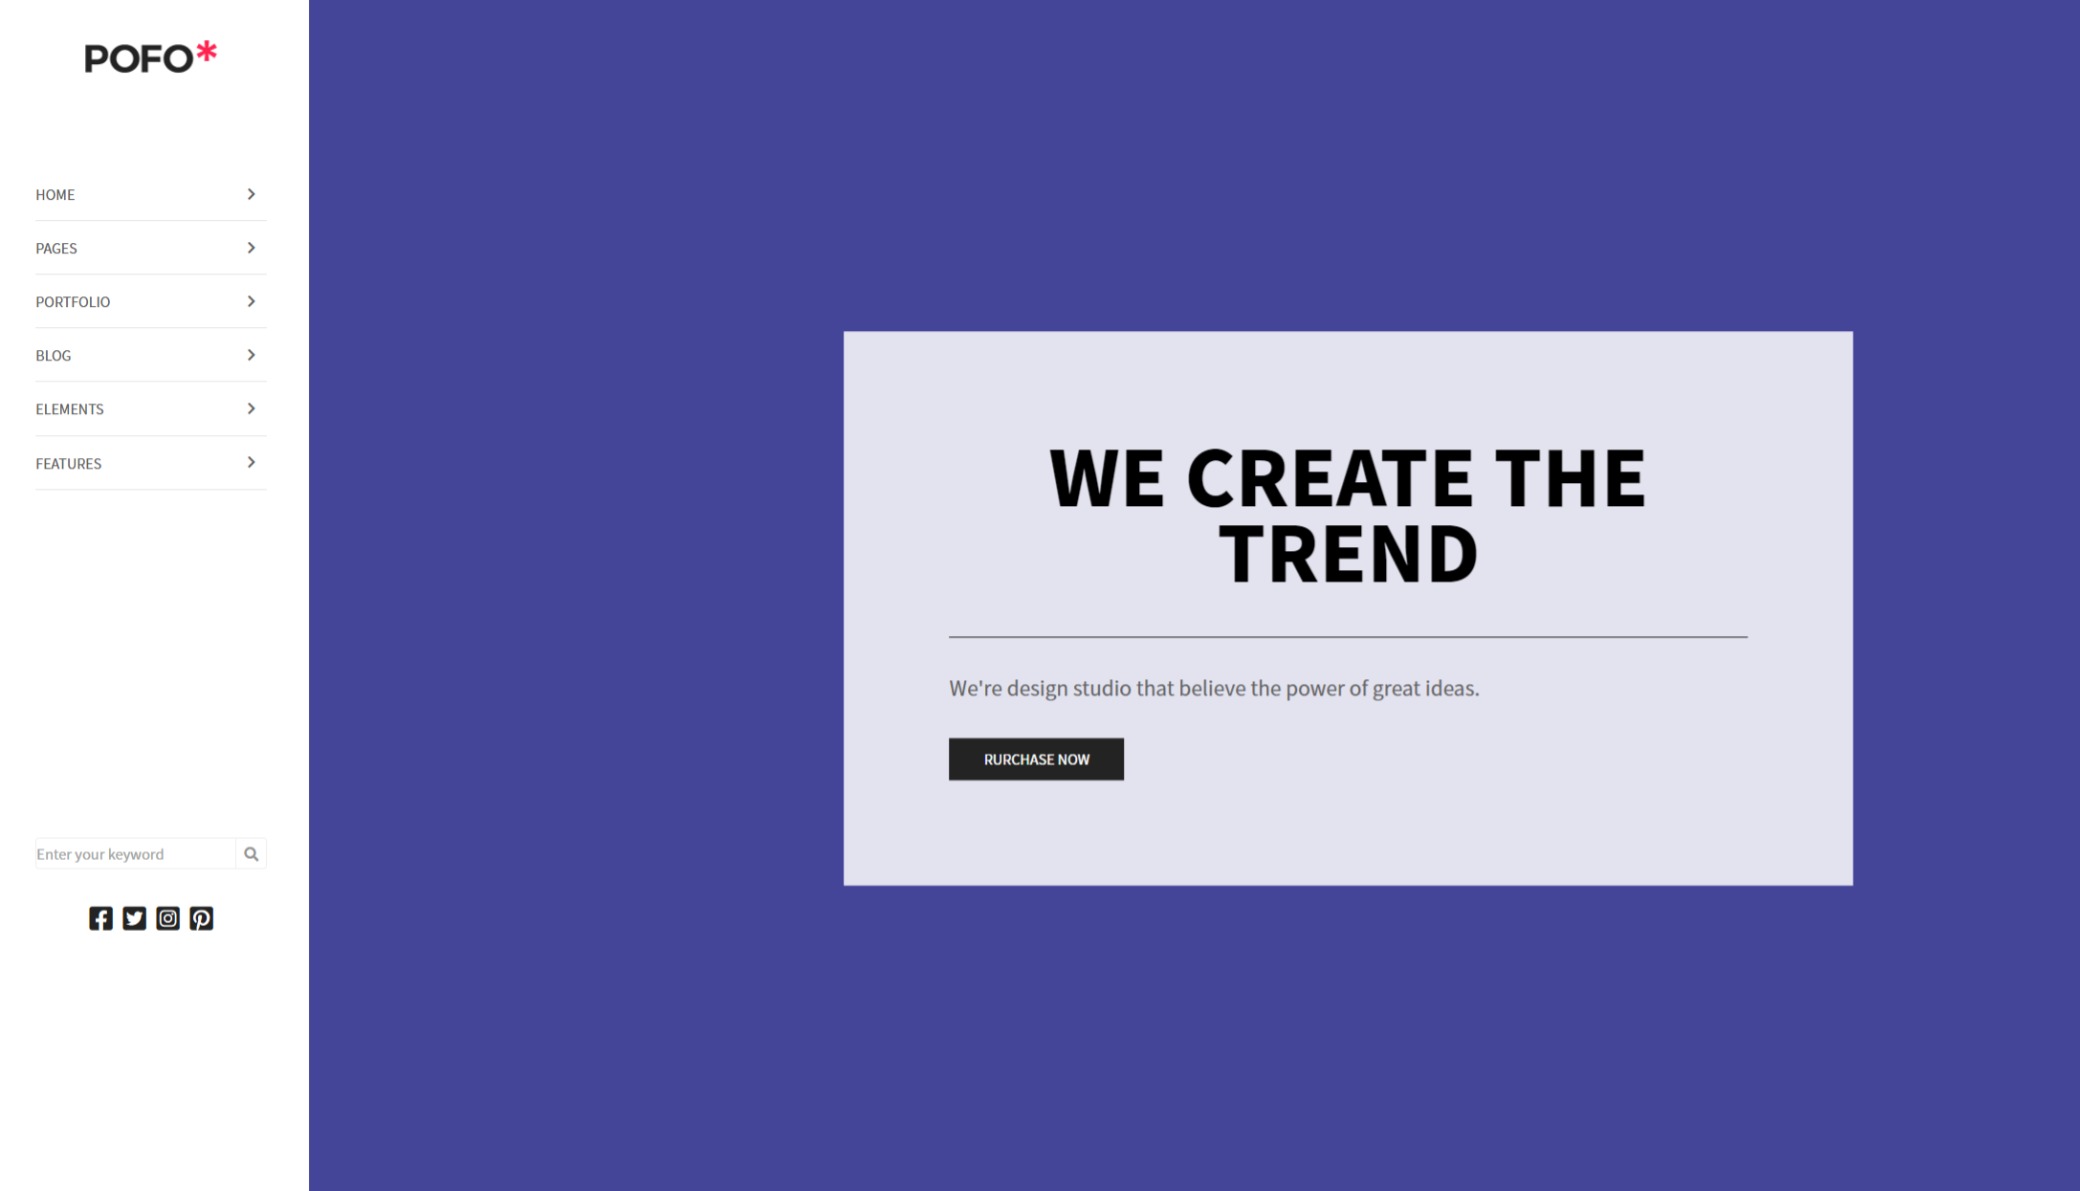 POFO*
HOME
PAGES
PORTFOLIO
BLOG
ELEMENTS
FEATURES
Enter your keyword
WE CREATE THE
TREND
We're design studio that believe the power of great ideas.
RURCHASE NOW